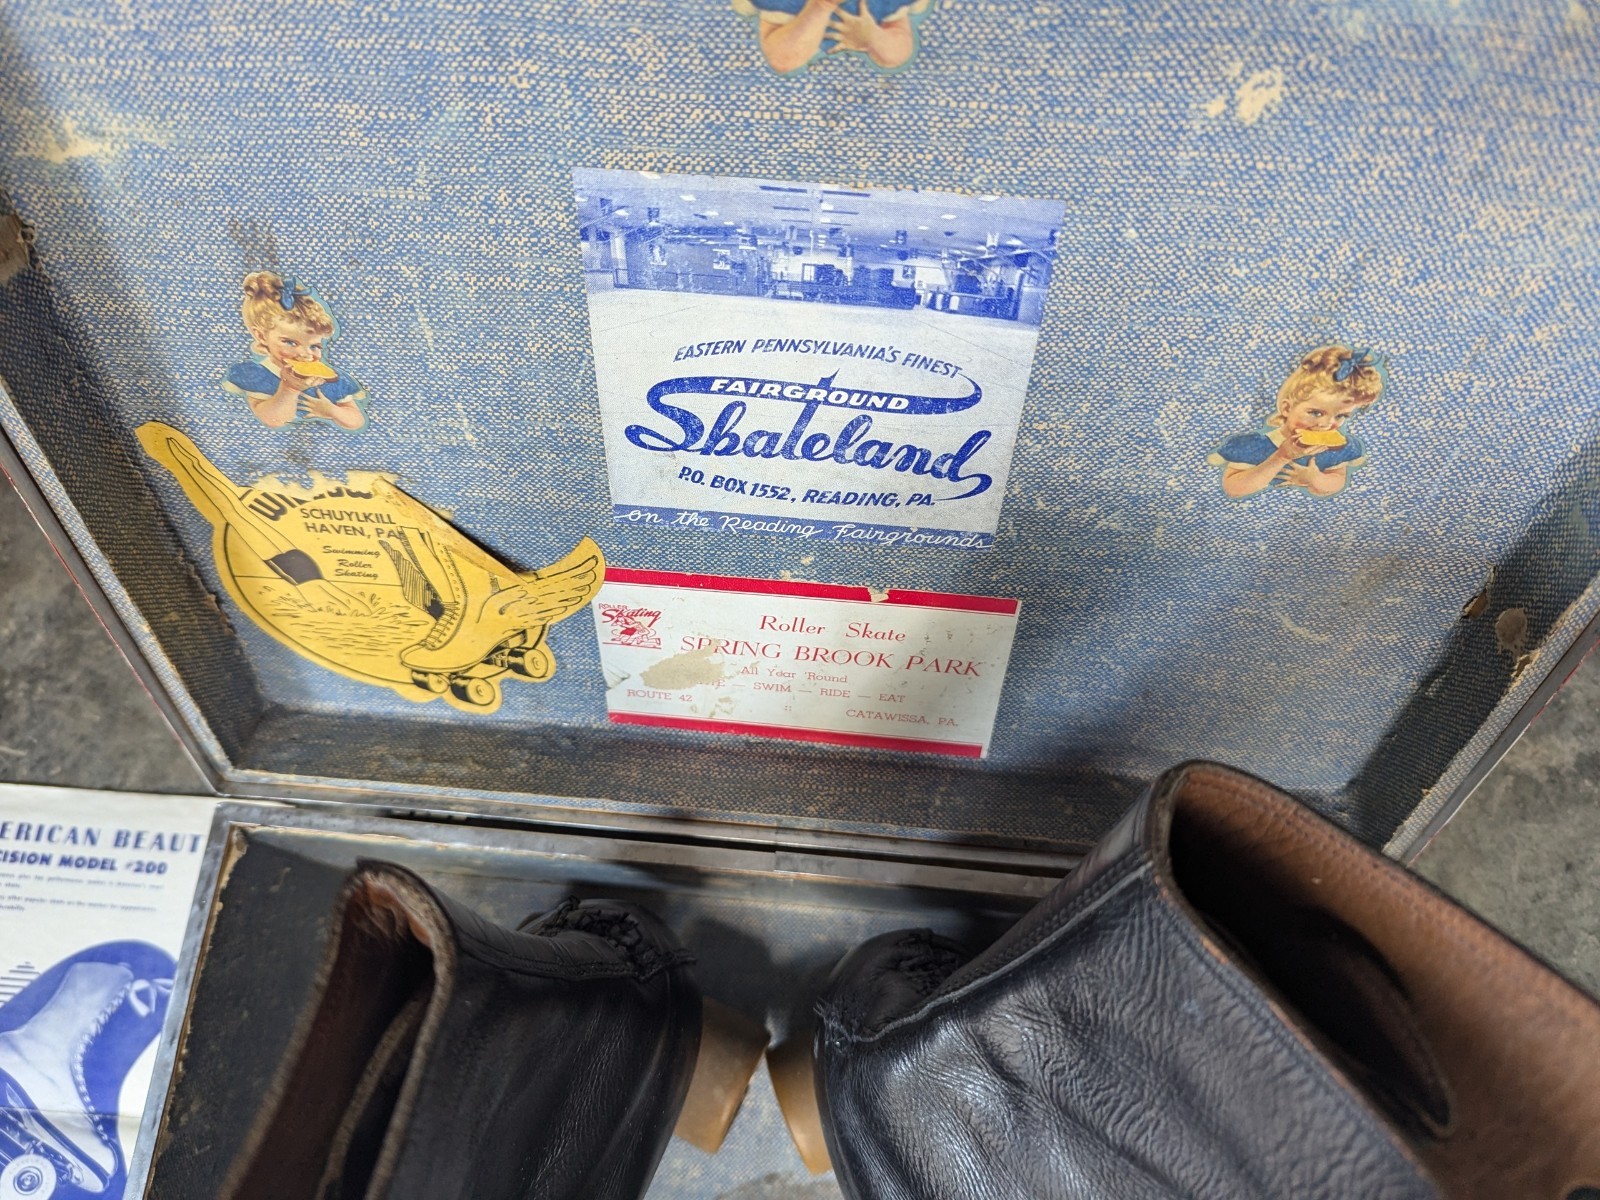 EASTERN PENNSYLVANIA'S FINEST
FAIRGROUND
Skateland
P.O. BOX 1552, READING, PA.
on the Reading Fairgrounds
SCHUYLKILL
HAVEN, PA
Swimming
Roller
Skating
ROLLER
Skating
Roller Skate
SPRING BROOK PARK
All Year 'Round
— SWIM — RIDE — EAT
ROUTE 42 :: CATAWISSA, PA.
ERICAN BEAUT
CISION MODEL #200